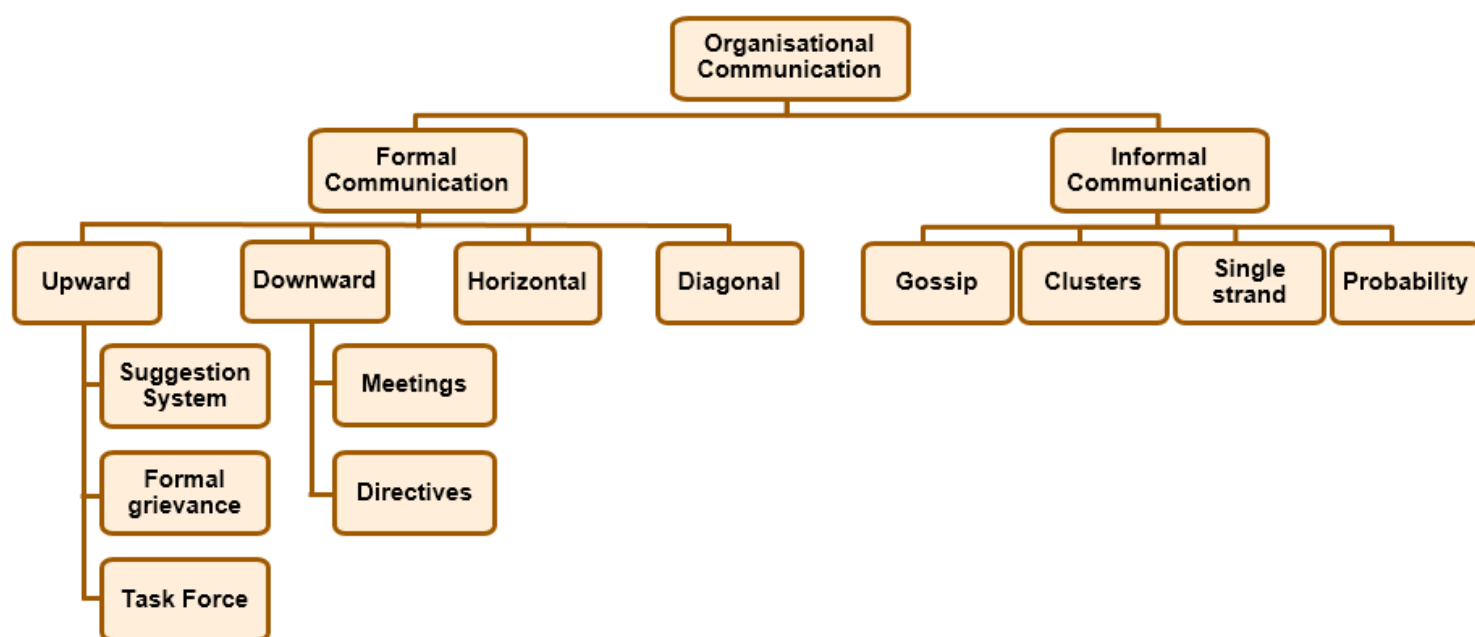 Organisational
Communication
Formal
Communication
Informal
Communication
Upward
Downward
Horizontal
Diagonal
Gossip
Clusters
Single
strand
Probability
Suggestion
System
Meetings
Formal
grievance
Directives
Task Force